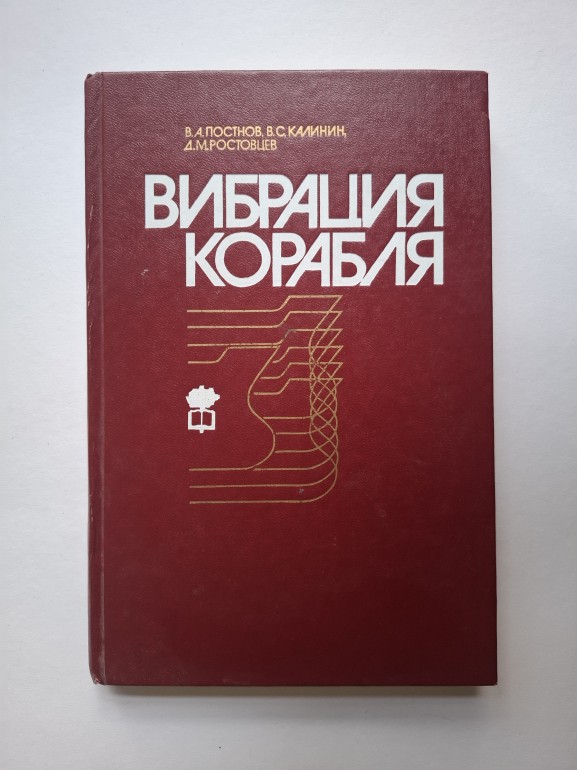 В.А.ПОСТНОВ, В.С.КАЛИНИН,
Д.М.РОСТОВЦЕВ
ВИБРАЦИЯ
КОРАБЛЯ